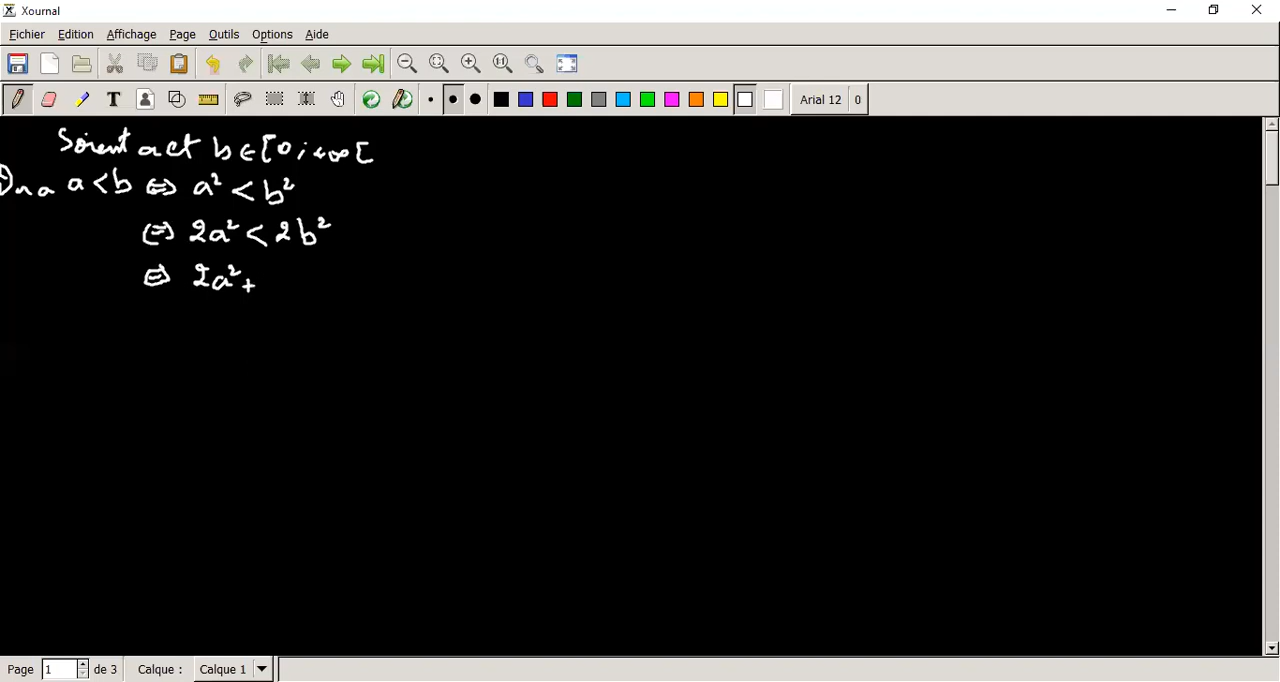 Xournal
Fichier Edition Affichage Page Outils Options Aide
T Arial 12 0
Soient a et b ∈ [0 ; +∞ [
On a a < b ⇔ a² < b²
⇔ 2a² < 2b²
⇔ 2a² +
Page 1 de 3 Calque : Calque 1